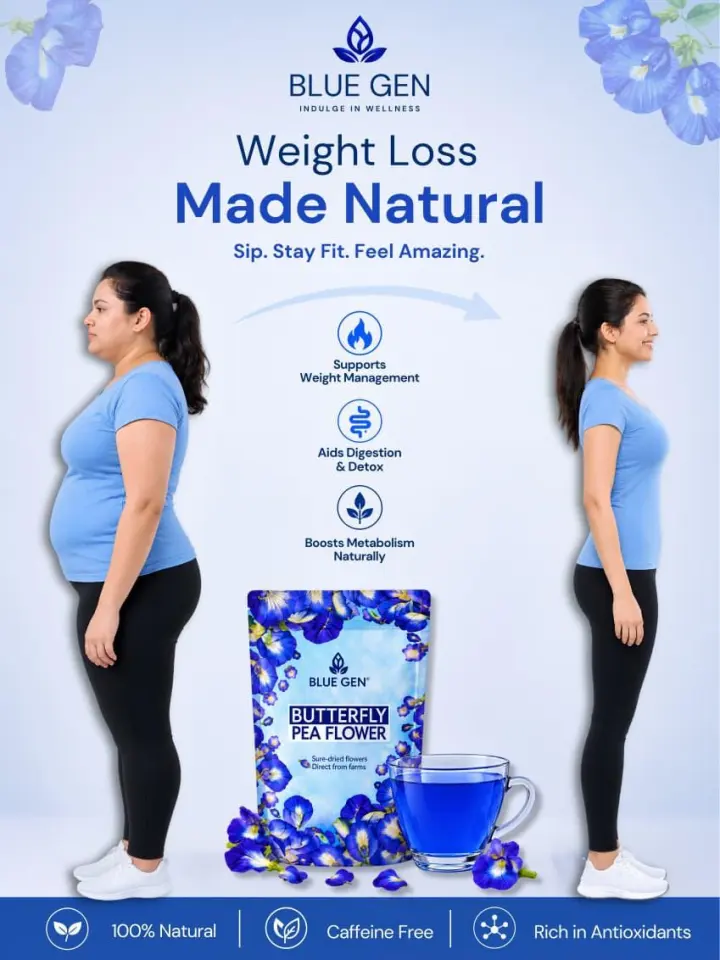 BLUE GEN
INDULGE IN WELLNESS
Weight Loss
Made Natural
Sip. Stay Fit. Feel Amazing.
Supports
Weight Management
Aids Digestion
& Detox
Boosts Metabolism
Naturally
BLUE GEN®
BUTTERFLY
PEA FLOWER
Sure-dried flowers
Direct from farms
100% Natural
Caffeine Free
Rich in Antioxidants